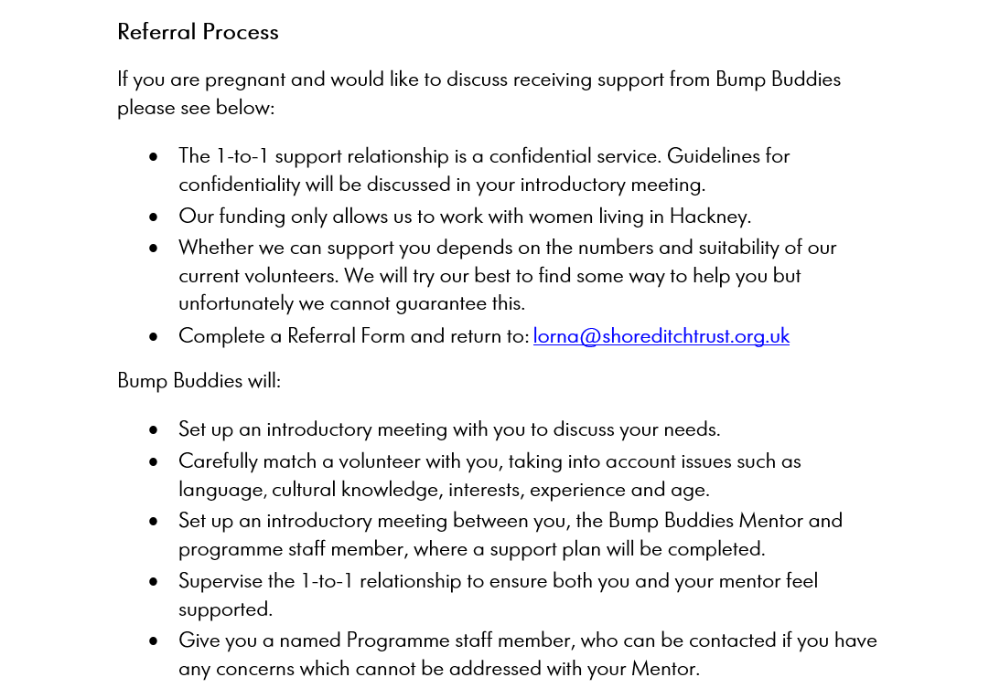 Referral Process
If you are pregnant and would like to discuss receiving support from Bump Buddies
please see below:
• The 1-to-1 support relationship is a confidential service. Guidelines for
confidentiality will be discussed in your introductory meeting.
• Our funding only allows us to work with women living in Hackney.
• Whether we can support you depends on the numbers and suitability of our
current volunteers. We will try our best to find some way to help you but
unfortunately we cannot guarantee this.
• Complete a Referral Form and return to: lorna@shoreditchtrust.org.uk
Bump Buddies will:
• Set up an introductory meeting with you to discuss your needs.
• Carefully match a volunteer with you, taking into account issues such as
language, cultural knowledge, interests, experience and age.
• Set up an introductory meeting between you, the Bump Buddies Mentor and
programme staff member, where a support plan will be completed.
• Supervise the 1-to-1 relationship to ensure both you and your mentor feel
supported.
• Give you a named Programme staff member, who can be contacted if you have
any concerns which cannot be addressed with your Mentor.